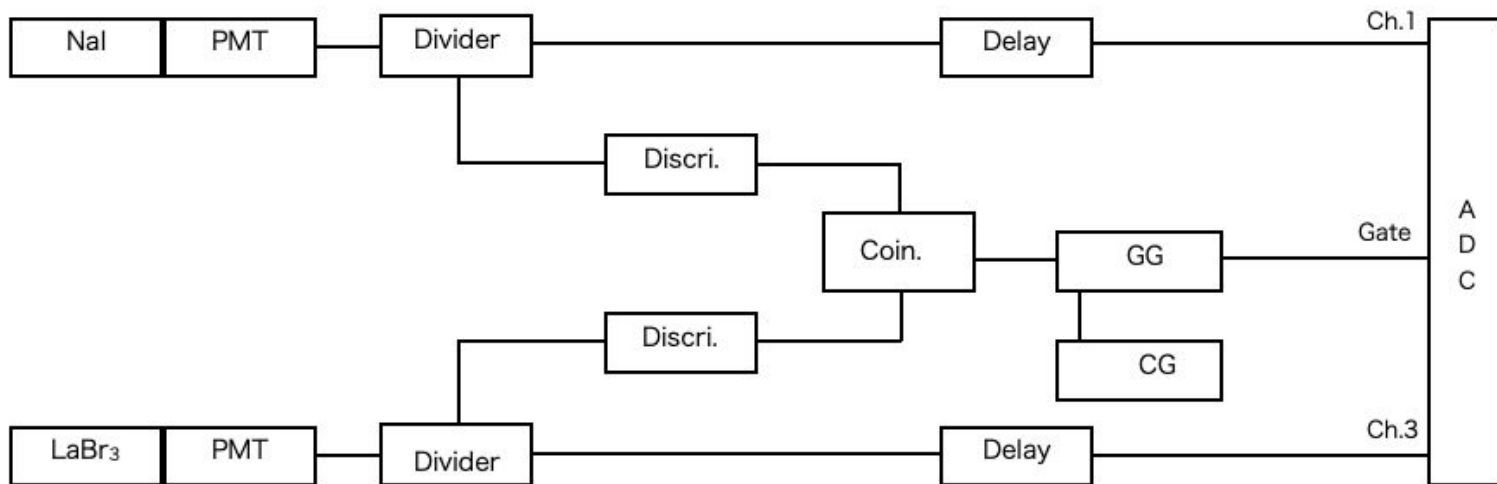 NaI
PMT
Divider
Delay
Ch.1
Discri.
Coin.
GG
Gate
A
D
C
Discri.
CG
LaBr₃
PMT
Divider
Delay
Ch.3